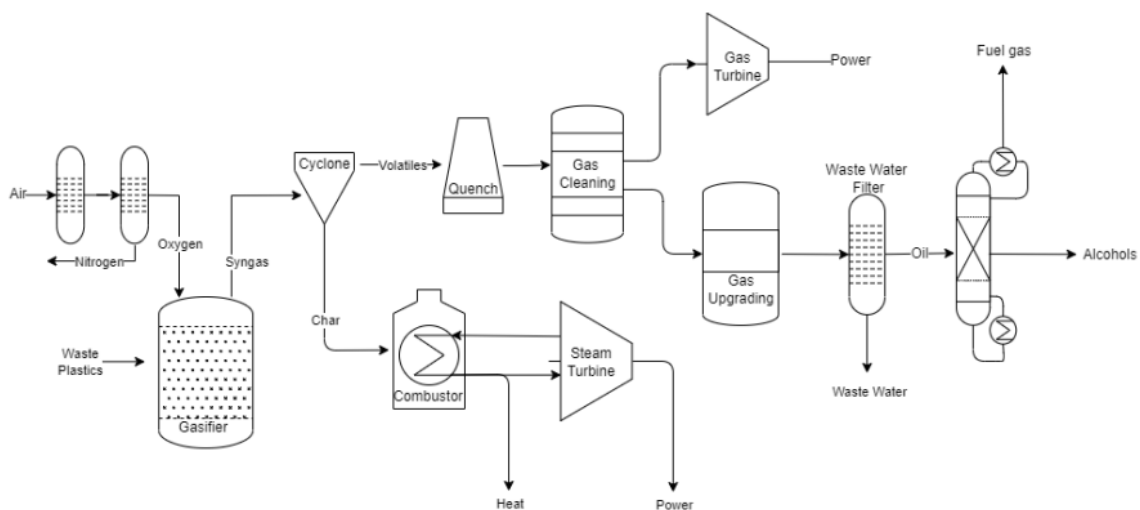 Fuel gas
Gas
Turbine
Power
Cyclone
Volatiles
Quench
Gas
Cleaning
Waste Water
Filter
Air
Oxygen
Nitrogen
Syngas
Oil
Alcohols
Gas
Upgrading
Char
Waste
Plastics
Steam
Turbine
Combustor
Waste Water
Gasifier
Heat
Power